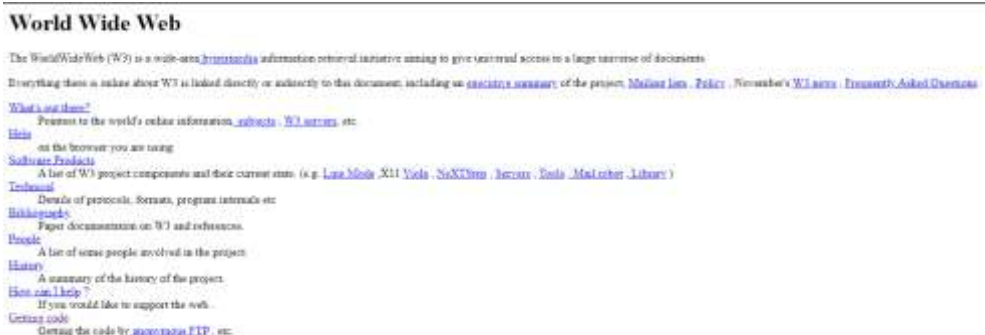 World Wide Web
The WorldWideWeb (W3) is a wide-area hypermedia information retrieval initiative aiming to give universal access to a large universe of documents.
Everything there is online about W3 is linked directly or indirectly to this document, including an executive summary of the project, Mailing lists , Policy , November's W3 news , Frequently Asked Questions .
What's out there?
Pointers to the world's online information, subjects , W3 servers, etc.
Help
on the browser you are using
Software Products
A list of W3 project components and their current state. (e.g. Line Mode ,X11 Viola , NeXTStep , Servers , Tools , Mail robot , Library )
Technical
Details of protocols, formats, program internals etc
Bibliography
Paper documentation on W3 and references.
People
A list of some people involved in the project.
History
A summary of the history of the project.
How can I help ?
If you would like to support the web..
Getting code
Getting the code by anonymous FTP , etc.